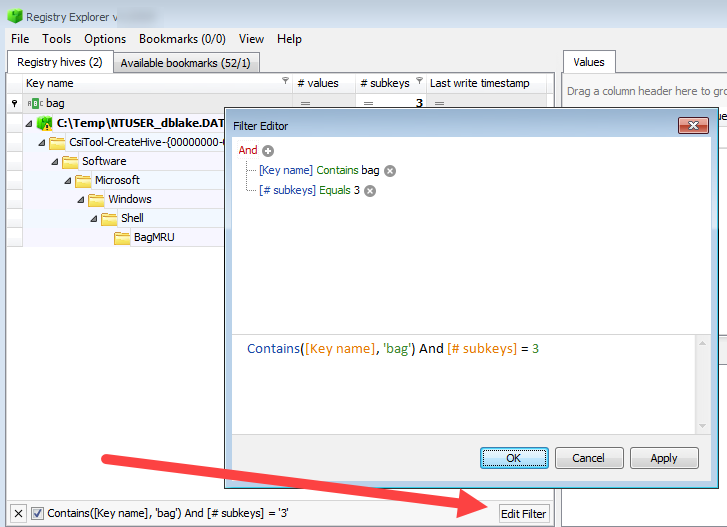 Registry Explorer
File Tools Options Bookmarks (0/0) View Help
Registry hives (2) Available bookmarks (52/1)
Key name # values # subkeys Last write timestamp
bag = = 3 =
C:\Temp\NTUSER_dblake.DAT
CsiTool-CreateHive-{00000000-
Software
Microsoft
Windows
Shell
BagMRU
Values
Drag a column header here to
Filter Editor
And
[Key name] Contains bag
[# subkeys] Equals 3
Contains([Key name], 'bag') And [# subkeys] = 3
OK Cancel Apply
Contains([Key name], 'bag') And [# subkeys] = '3'
Edit Filter